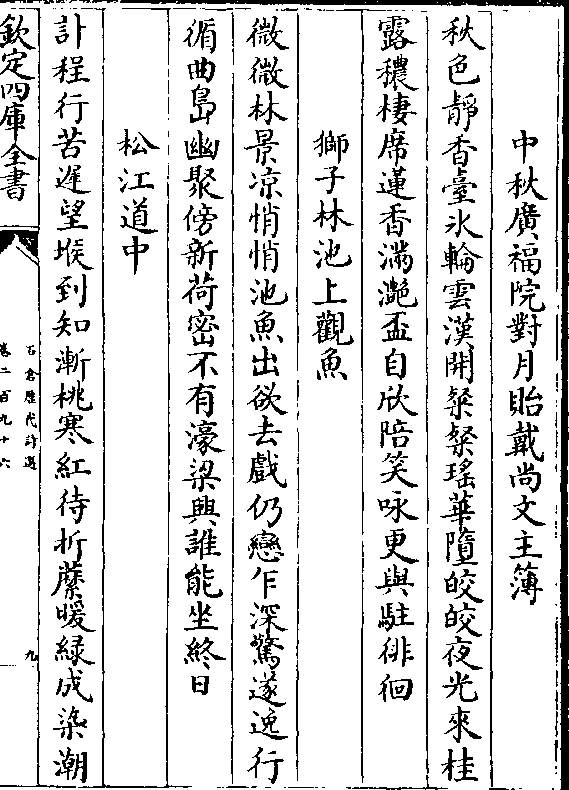 中秋廣福院對月貽戴尚文主簿
秋色靜香臺氷輪雲漢開粲粲瑤華墮皎皎夜光來桂
露穠棲席蓮香滿灔盃自欣陪笑咏更與駐徘徊
獅子林池上觀魚
微微林景凉悄悄池魚出欲去戲仍戀乍深驚遂逸行
循曲島幽聚傍新荷密不有濠梁興誰能坐終日
松江道中
計程行苦遲望堠到知漸桃寒紅待折蘪暖緑成染潮
欽定四庫全書
石倉歷代詩選
卷二百九十六
九